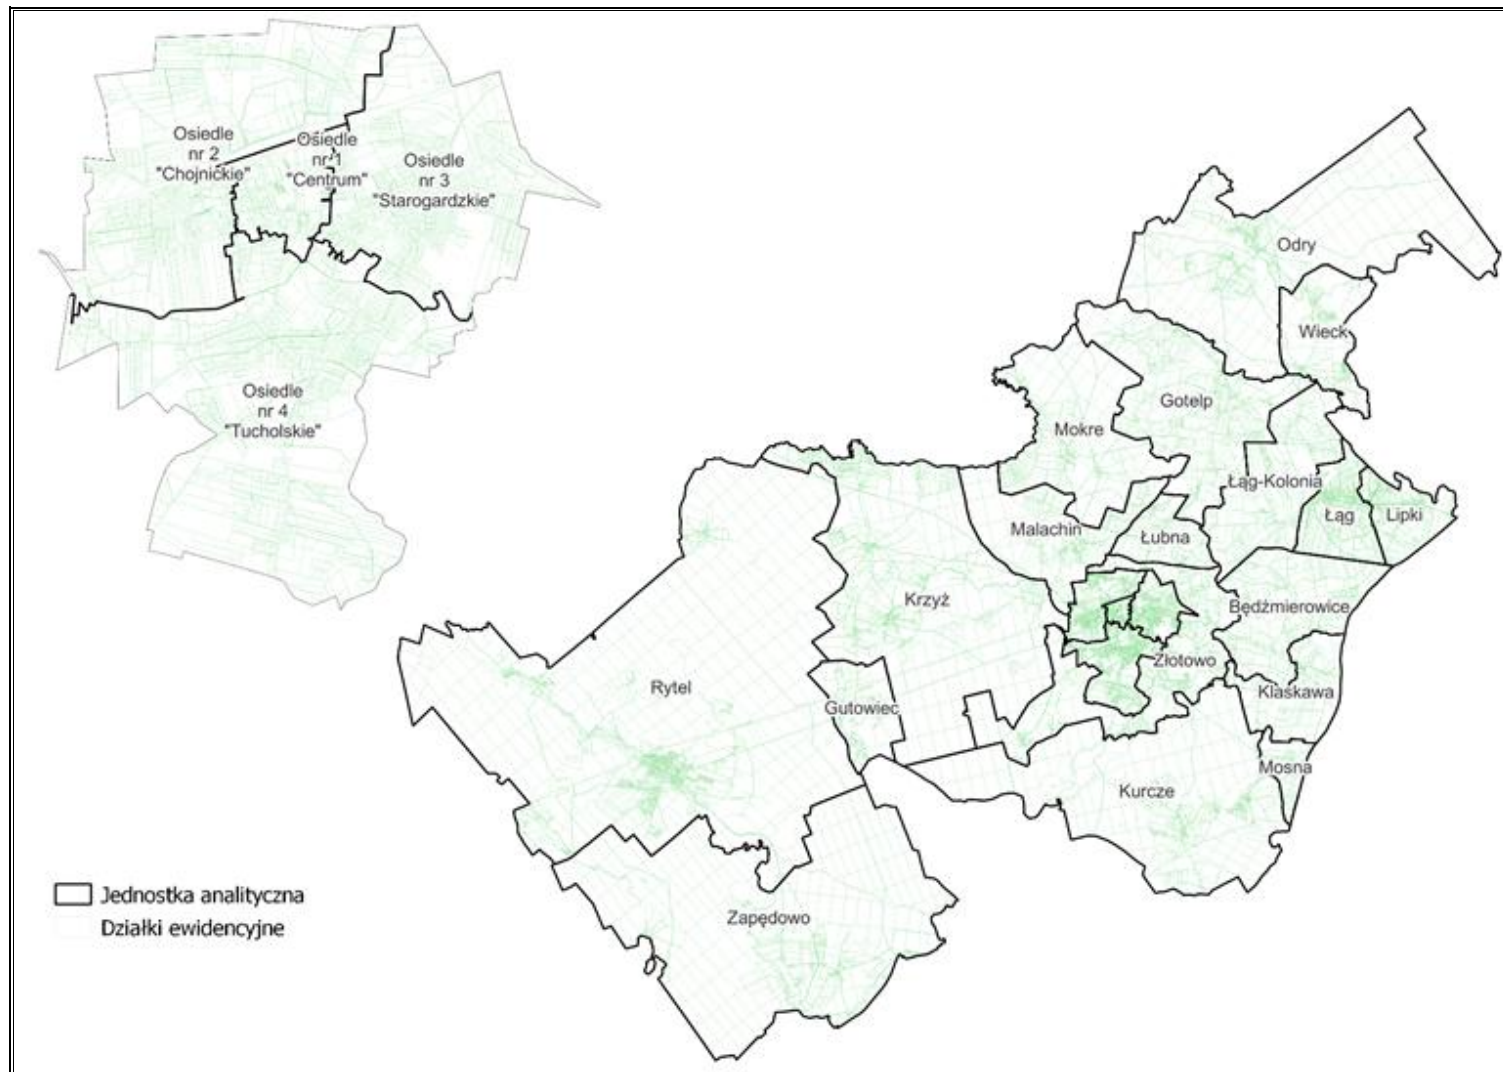 Osiedle
nr 2
"Chojnickie"
Osiedle
nr 1
"Centrum"
Osiedle
nr 3
"Starogardzkie"
Osiedle
nr 4
"Tucholskie"
Odry
Wieck
Gotelp
Mokre
Łąg-Kolonia
Łąg
Lipki
Malachin
Łubna
Krzyż
Będźmierowice
Złotowo
Rytel
Klaskawa
Gutowiec
Mosna
Kurcze
Zapędowo
Jednostka analityczna
Działki ewidencyjne